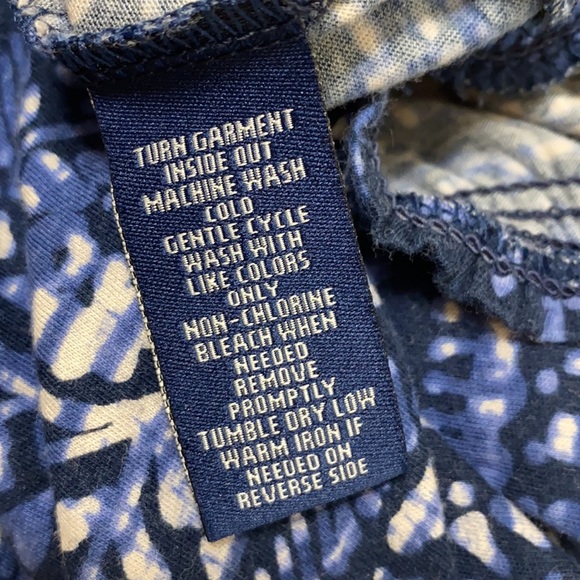 TURN GARMENT
INSIDE OUT
MACHINE WASH
COLD
GENTLE CYCLE
WASH WITH
LIKE COLORS
ONLY
NON-CHLORINE
BLEACH WHEN
NEEDED
REMOVE
PROMPTLY
TUMBLE DRY LOW
WARM IRON IF
NEEDED ON
REVERSE SIDE